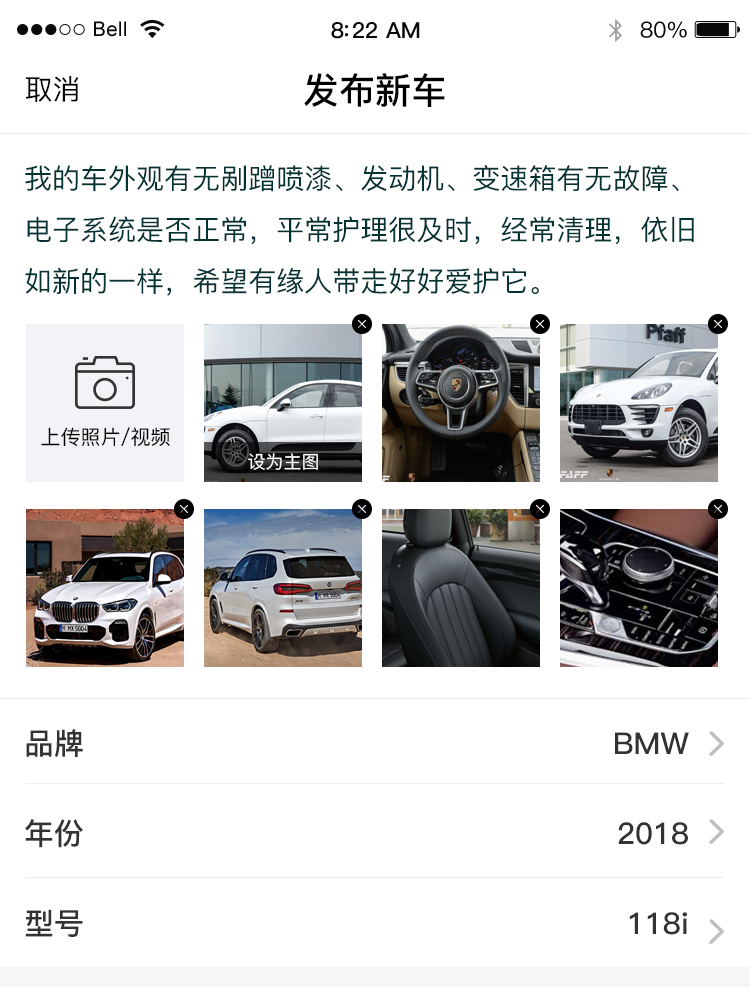 Bell 8:22 AM 80%
取消 发布新车
我的车外观有无剐蹭喷漆、发动机、变速箱有无故障、
电子系统是否正常，平常护理很及时，经常清理，依旧
如新的一样，希望有缘人带走好好爱护它。
Pfaff
上传照片/视频
设为主图
PFAFF
M MX 5004
品牌 BMW
年份 2018
型号 118i